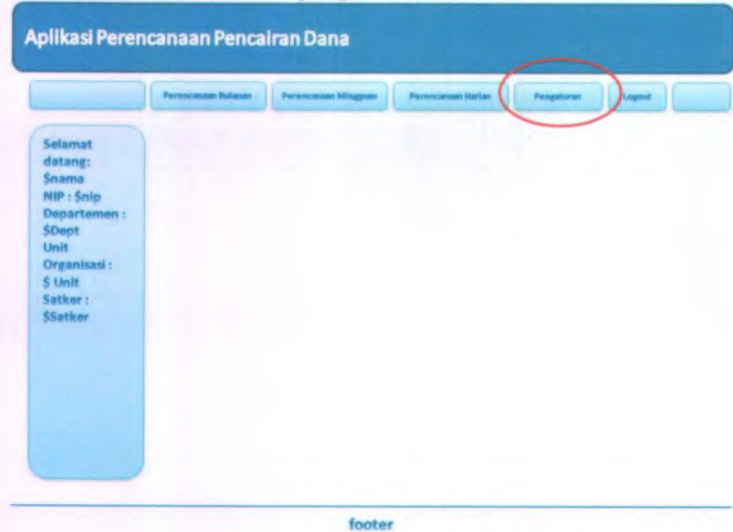 Aplikasi Perencanaan Pencairan Dana
Perencanaan Bulanan Perencanaan Mingguan Perencanaan Harian Pengaturan Logout
Selamat
datang:
$nama
NIP : $nip
Departemen :
$Dept
Unit
Organisasi :
$ Unit
Satker :
$Satker
footer